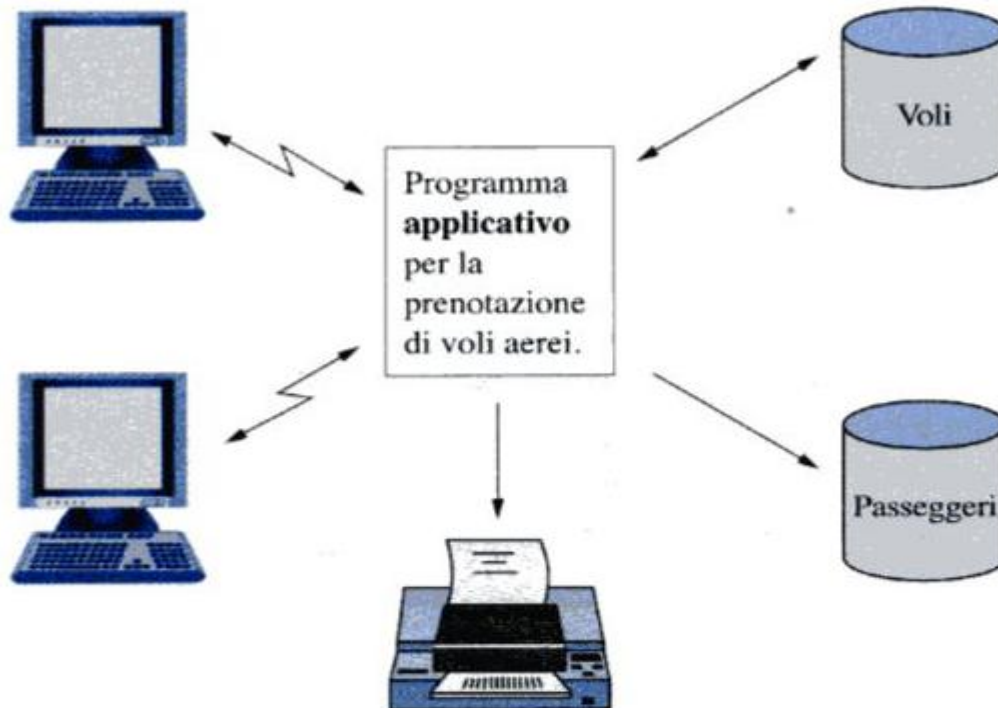 Voli
Programma
applicativo
per la
prenotazione
di voli aerei.
Passeggeri